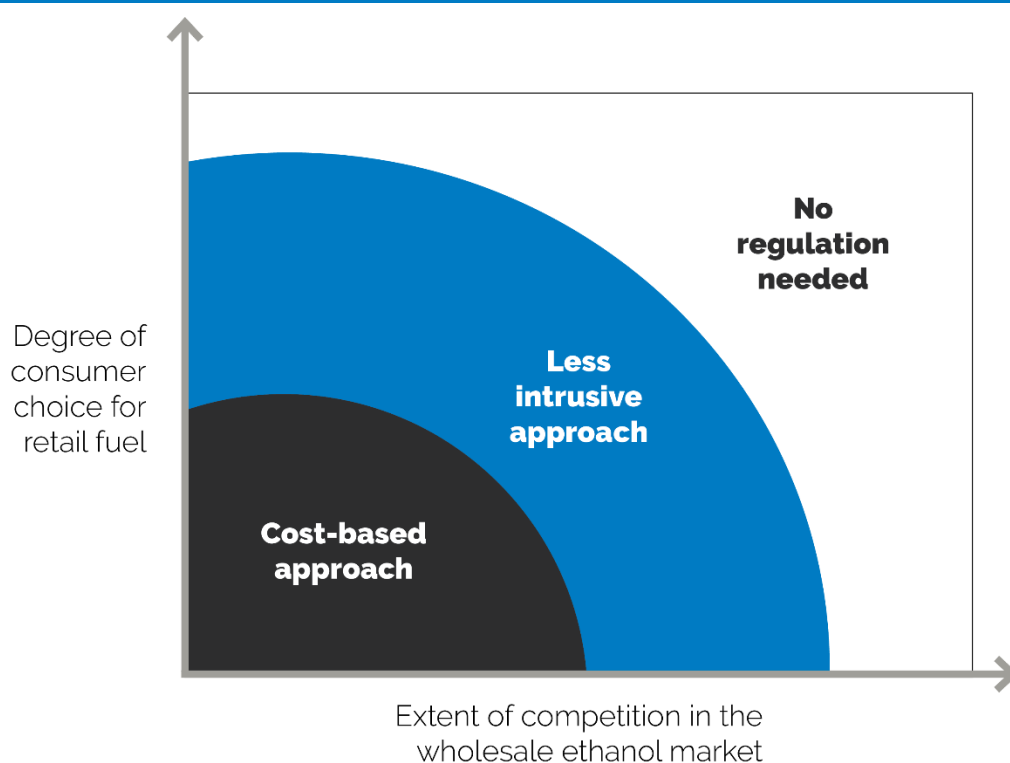 No
regulation
needed
Degree of
consumer
choice for
retail fuel
Less
intrusive
approach
Cost-based
approach
Extent of competition in the
wholesale ethanol market